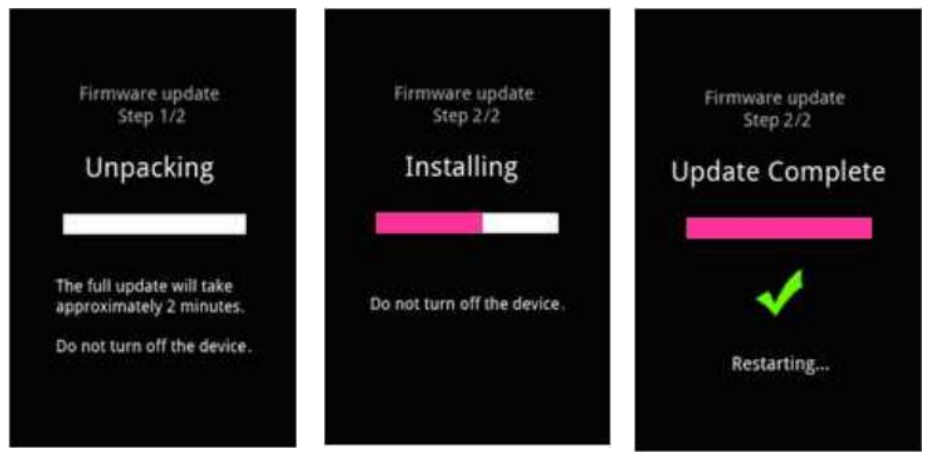 Firmware update
Step 1/2
Unpacking
The full update will take
approximately 2 minutes.
Do not turn off the device.
Firmware update
Step 2/2
Installing
Do not turn off the device.
Firmware update
Step 2/2
Update Complete
Restarting...